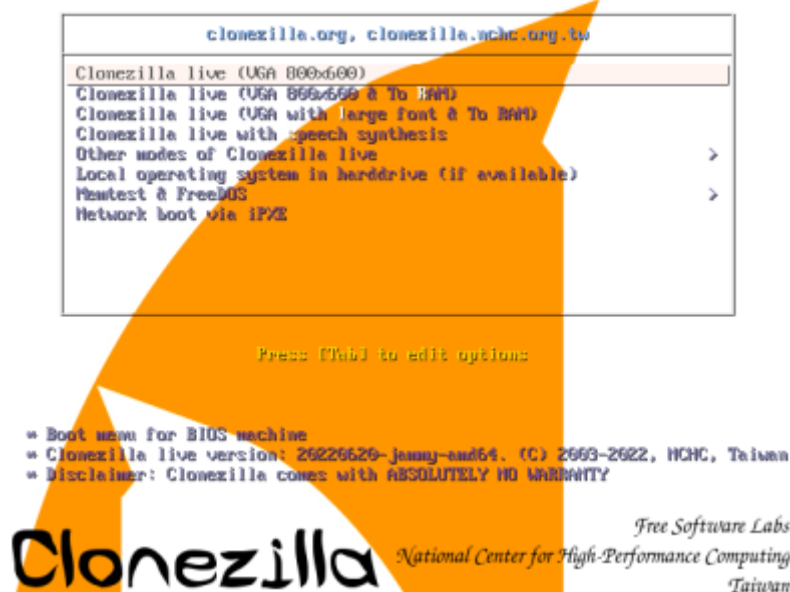 clonezilla.org, clonezilla.nchc.org.tw
Clonezilla live (VGA 800x600)
Clonezilla live (VGA 800x600 & To RAM)
Clonezilla live (VGA with large font & To RAM)
Clonezilla live with speech synthesis
Other modes of Clonezilla live >
Local operating system in harddrive (if available)
Memtest & FreeDOS >
Network boot via iPXE
Press [Tab] to edit options
* Boot menu for BIOS machine
* Clonezilla live version: 20220620-jammy-amd64. (C) 2003-2022, NCHC, Taiwan
* Disclaimer: Clonezilla comes with ABSOLUTELY NO WARRANTY
Clonezilla
Free Software Labs
National Center for High-Performance Computing
Taiwan